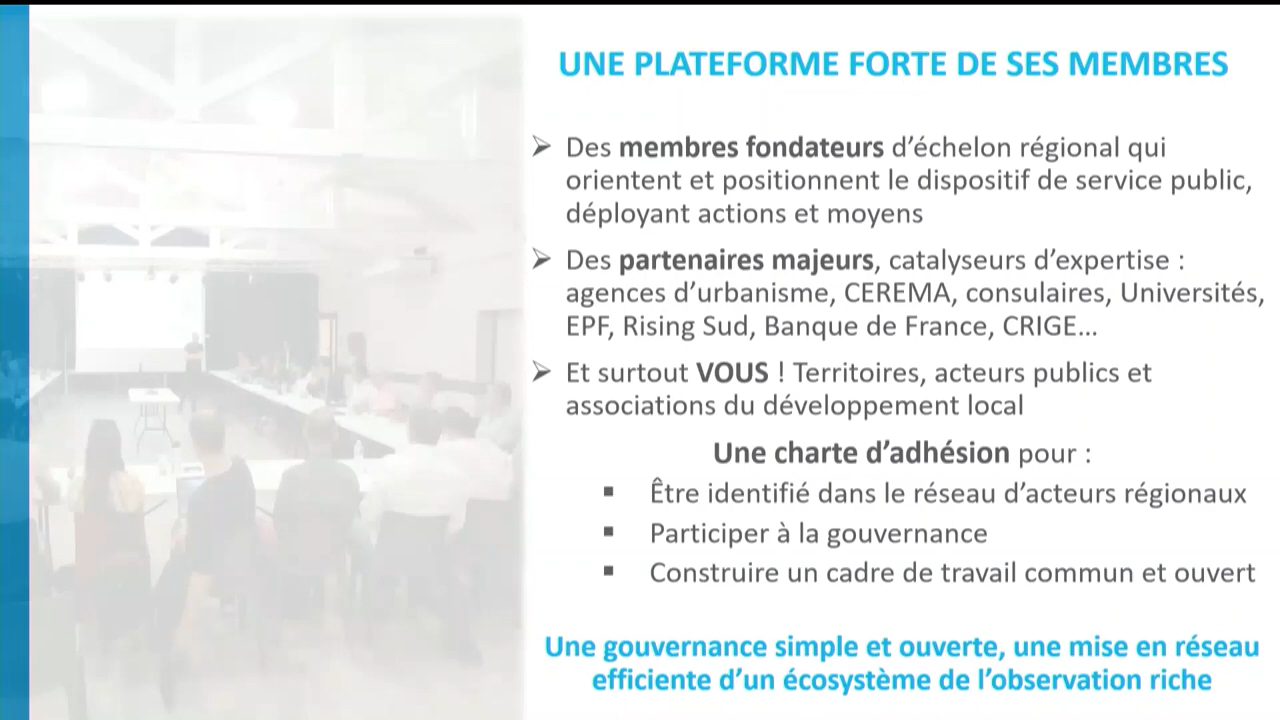 UNE PLATEFORME FORTE DE SES MEMBRES
➢ Des membres fondateurs d’échelon régional qui
orientent et positionnent le dispositif de service public,
déployant actions et moyens
➢ Des partenaires majeurs, catalyseurs d’expertise :
agences d’urbanisme, CEREMA, consulaires, Universités,
EPF, Rising Sud, Banque de France, CRIGE…
➢ Et surtout VOUS ! Territoires, acteurs publics et
associations du développement local
Une charte d’adhésion pour :
▪ Être identifié dans le réseau d’acteurs régionaux
▪ Participer à la gouvernance
▪ Construire un cadre de travail commun et ouvert
Une gouvernance simple et ouverte, une mise en réseau
efficiente d’un écosystème de l’observation riche